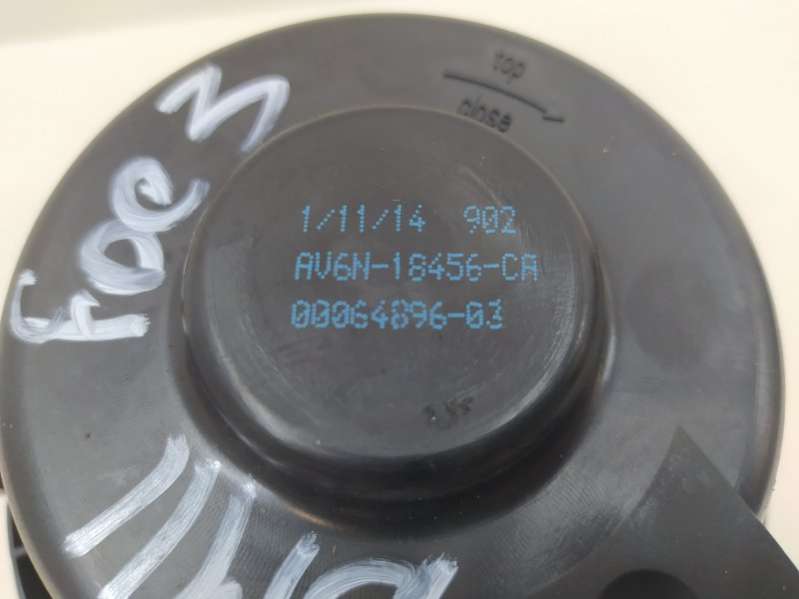 top
close
1/11/14 902
AV6N-18456-CA
00064896-03
Foc 3